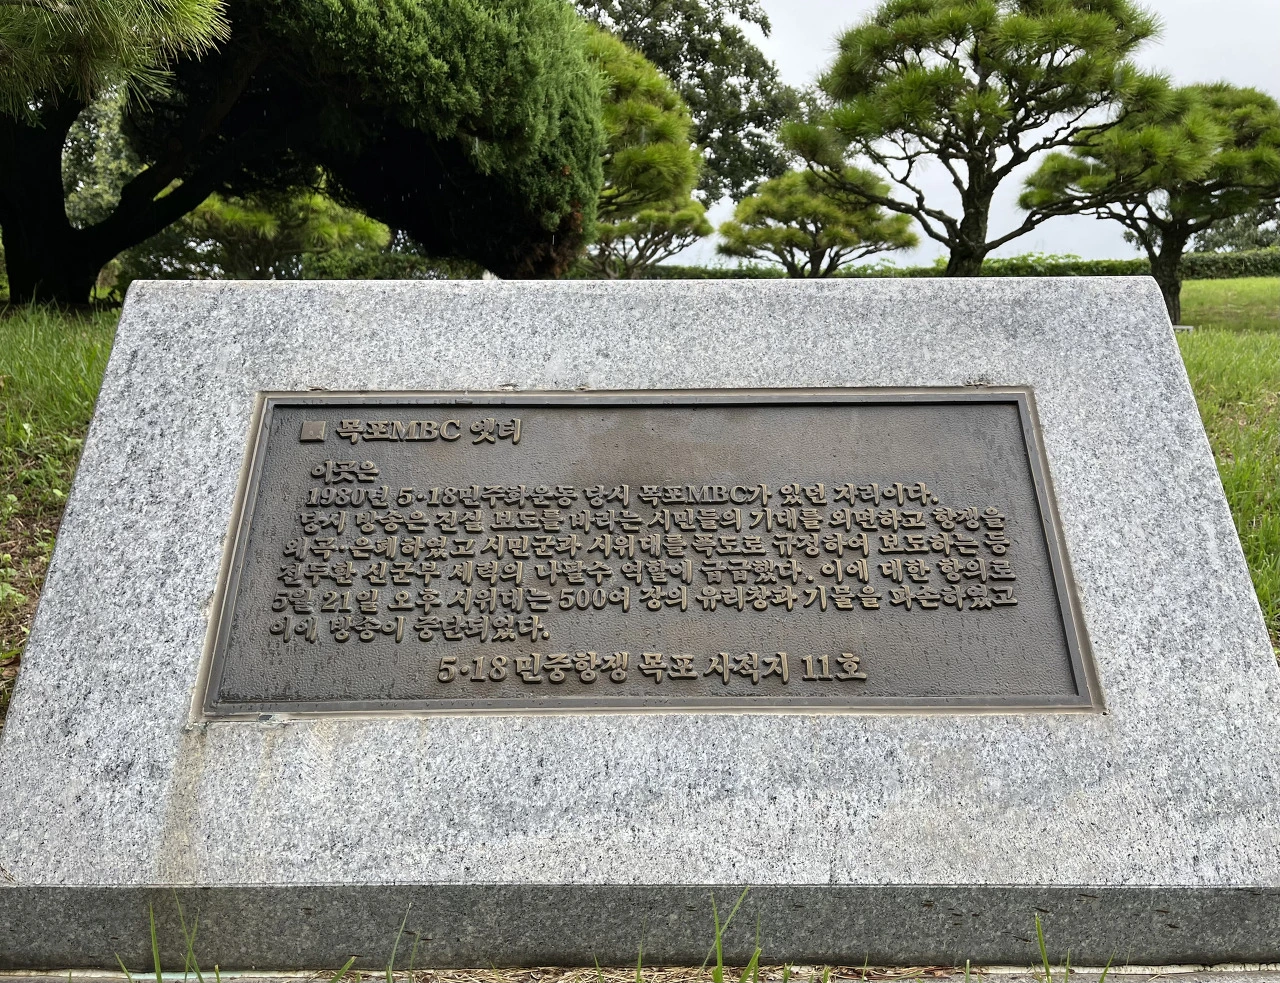 ■ 목포MBC 옛터
이곳은
1980년 5·18민주화운동 당시 목포MBC가 있던 자리이다.
당시 방송은 진실 보도를 바라는 시민들의 기대를 외면하고 항쟁을
왜곡·은폐하였고 시민군과 시위대를 폭도로 규정하여 보도하는 등
전두환 신군부 세력의 나팔수 역할에 급급했다. 이에 대한 항의로
5월 21일 오후 시위대는 500여 장의 유리창과 기물을 파손하였고
이에 방송이 중단되었다.
5·18민중항쟁 목포 사적지 11호